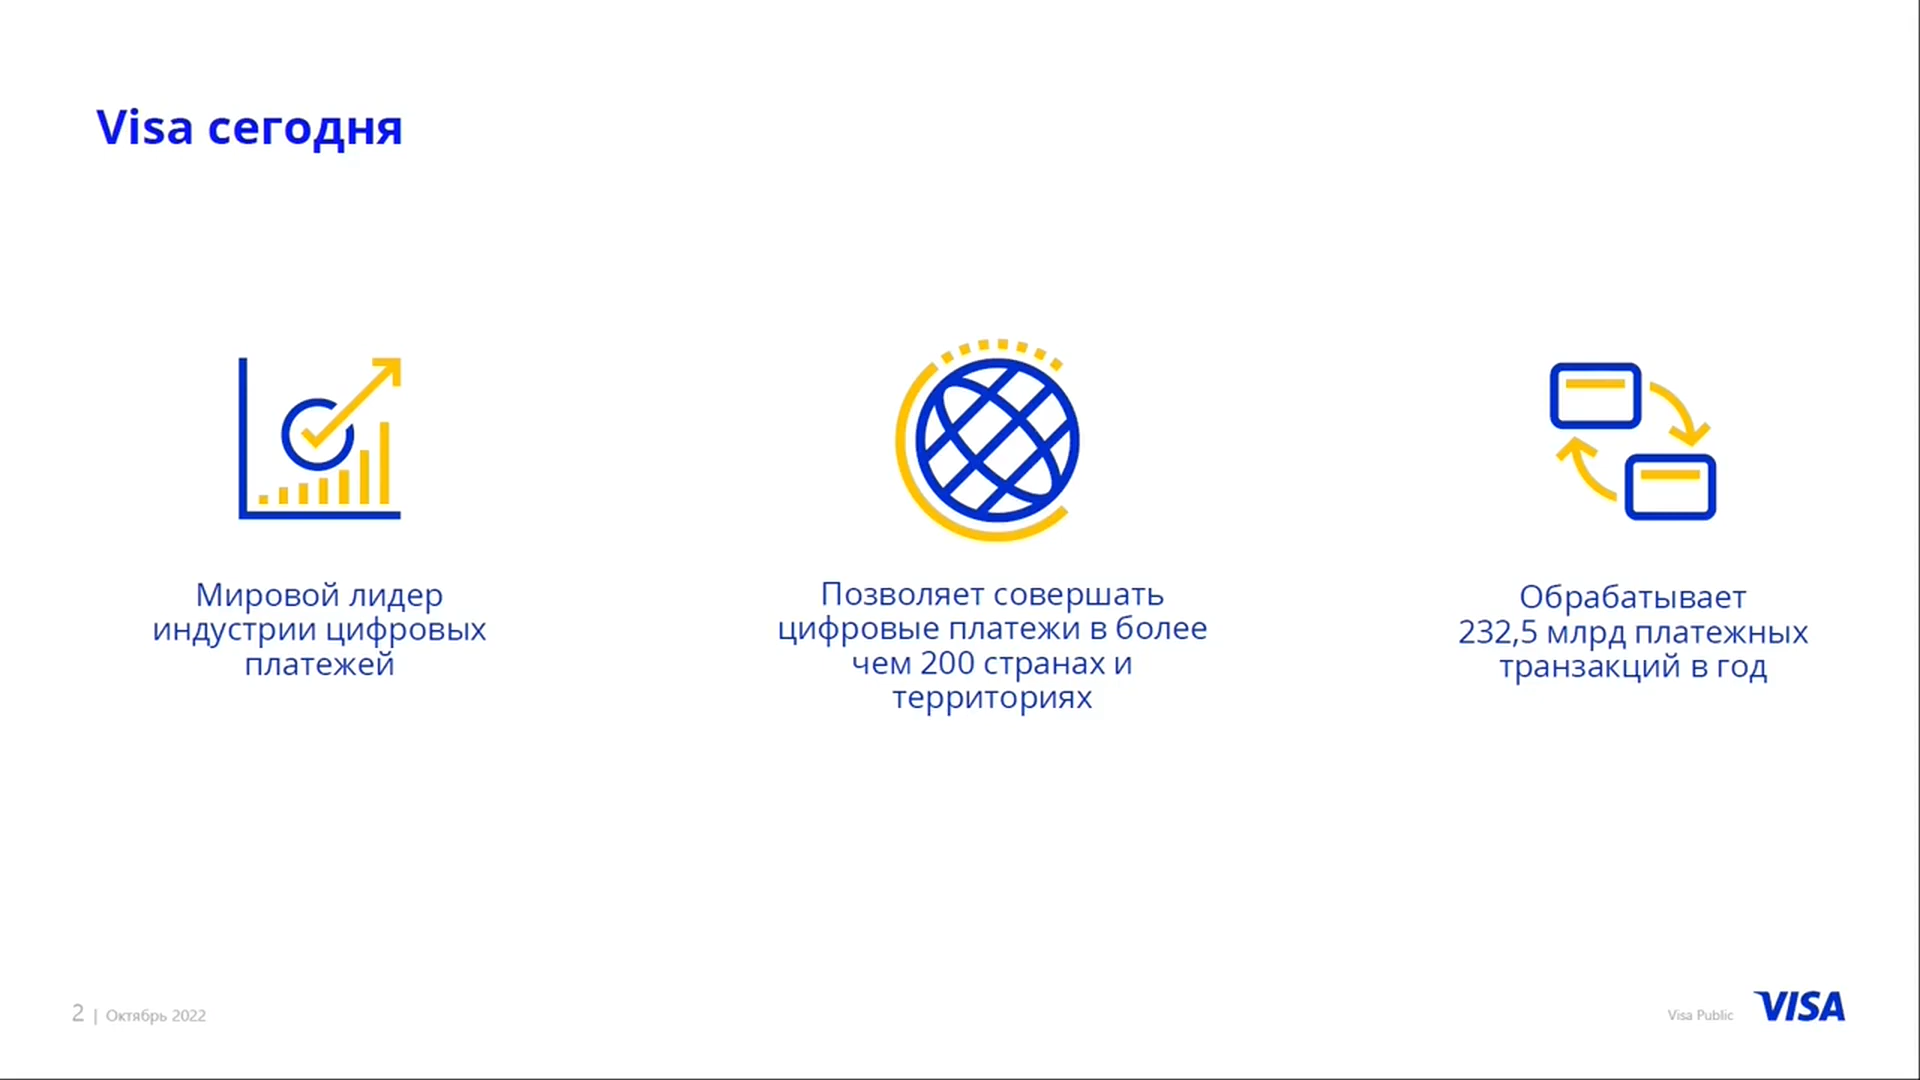 Visa сегодня
Мировой лидер
индустрии цифровых
платежей
Позволяет совершать
цифровые платежи в более
чем 200 странах и
территориях
Обрабатывает
232,5 млрд платежных
транзакций в год
2 | Октябрь 2022
Visa Public
VISA